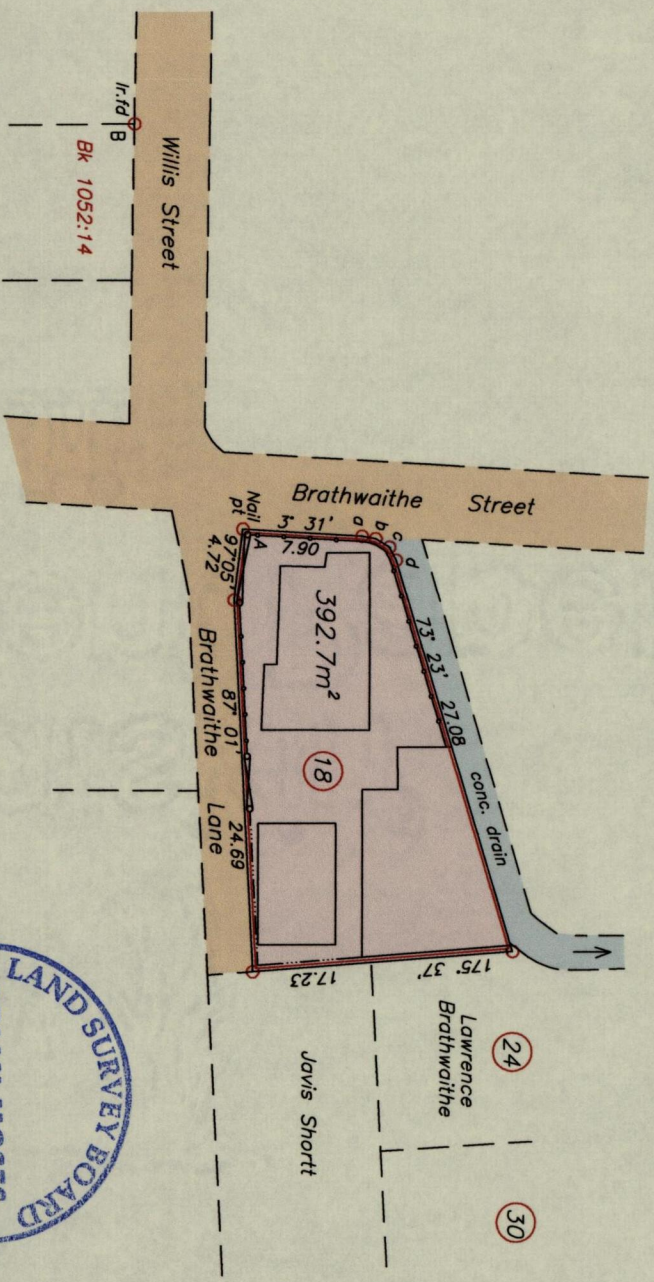 Ir.fd
B
Bk 1052:14
Willis Street
Brathwaithe Street
Nail
pt
A
3° 31'
7.90
a
b
c
d
97°05'
4.72
392.7m²
73° 23'
27.08
conc. drain
18
Brathwaithe Lane
87° 01'
24.69
175° 37'
17.23
Lawrence
Brathwaithe
24
Javis Shortt
30
LAND SURVEY BOARD